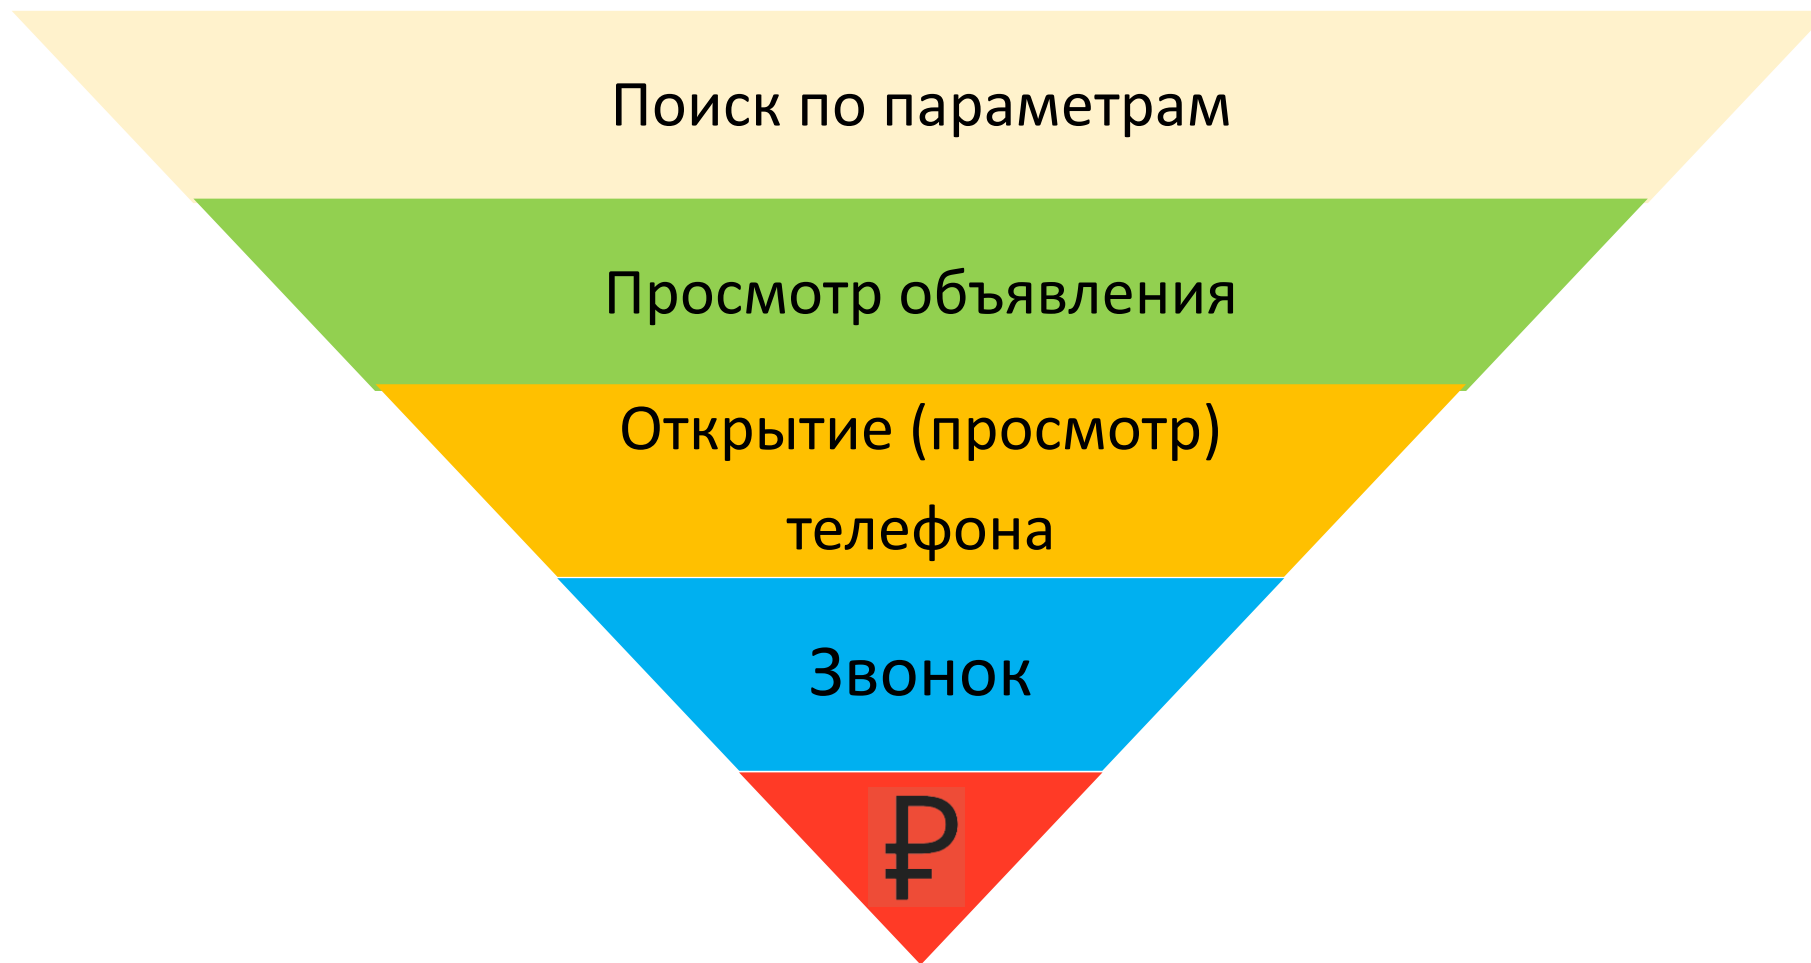 Поиск по параметрам
Просмотр объявления
Открытие (просмотр)
телефона
Звонок
₽